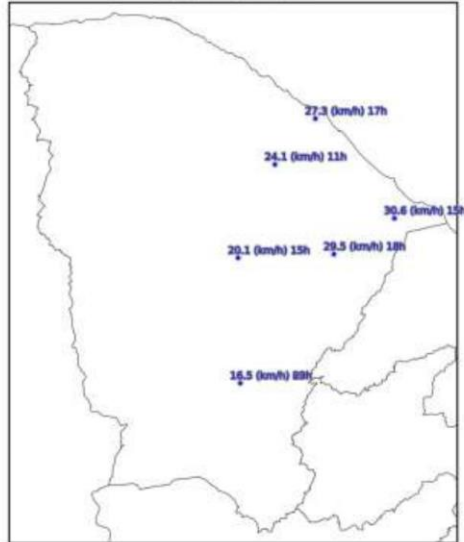 27.3 (km/h) 17h
24.1 (km/h) 11h
30.6 (km/h) 15h
29.5 (km/h) 18h
20.1 (km/h) 15h
16.5 (km/h)